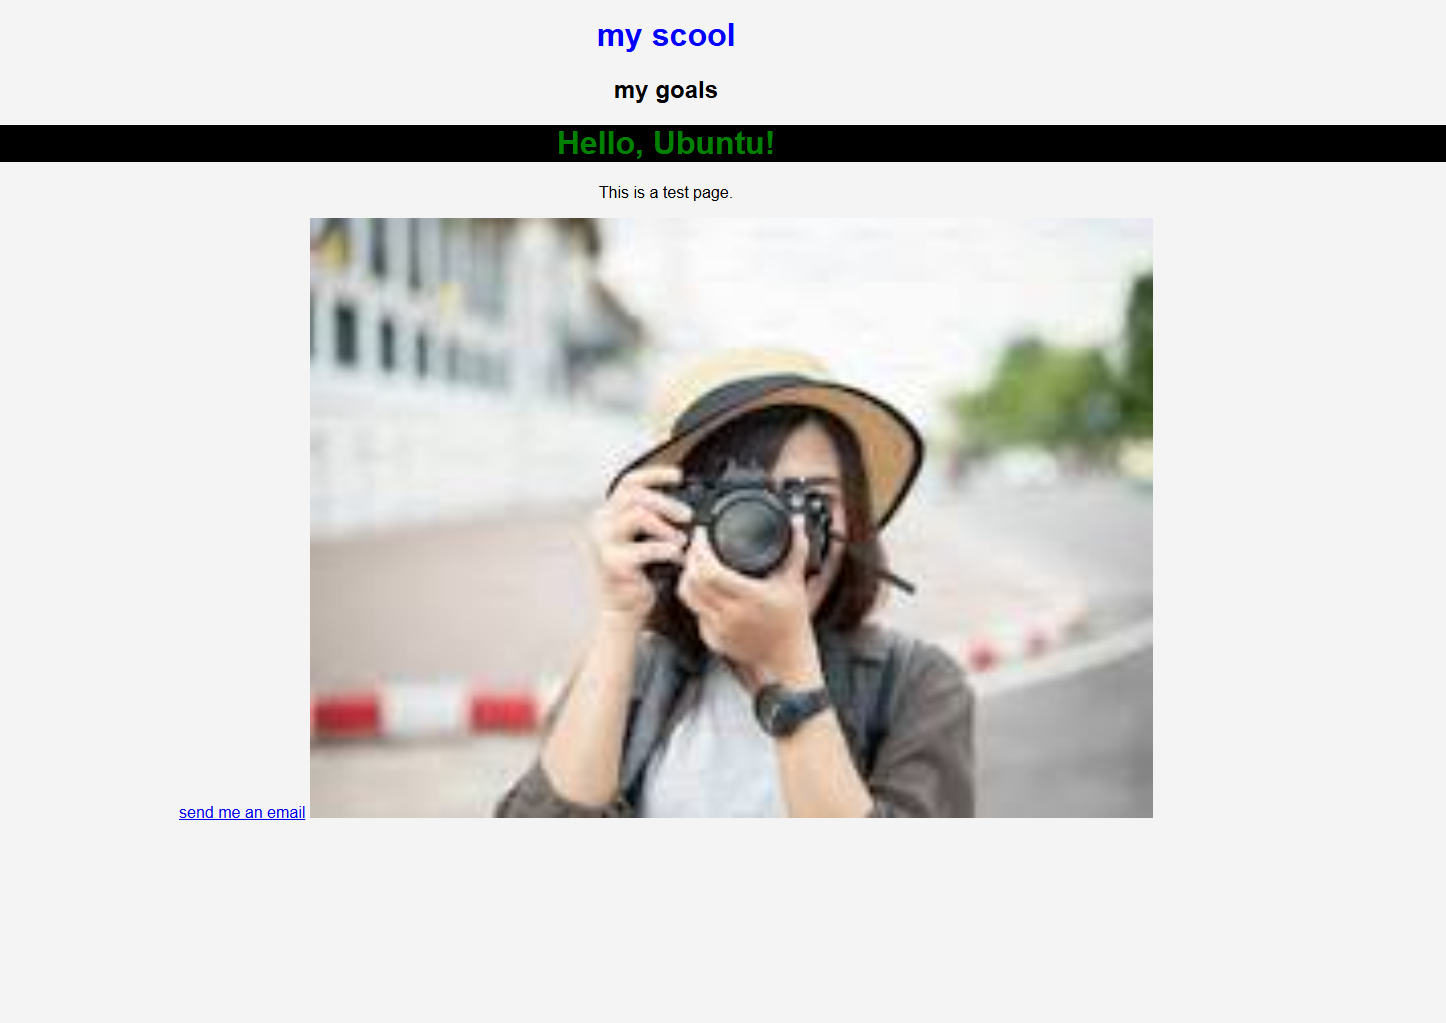 my scool
my goals
Hello, Ubuntu!
This is a test page.
send me an email